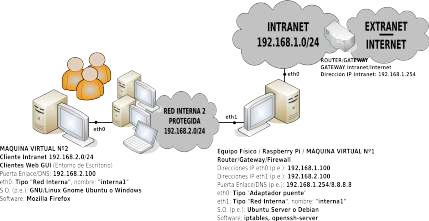 INTRANET
192.168.1.0/24
EXTRANET
INTERNET
ROUTER/GATEWAY
GATEWAY Intranet/Internet
Dirección IP Intranet: 192.168.1.254
eth0
RED INTERNA 2
PROTEGIDA
192.168.2.0/24
eth1
eth0
MAQUINA VIRTUAL Nº2
Cliente Intranet 192.168.2.0/24
Clientes Web GUI (Entorno de Escritorio)
Puerta Enlace/DNS: 192.168.2.100
eth0: Tipo "Red Interna", nombre: "interna1"
S.O. (p.e.): GNU/Linux Gnome Ubuntu o Windows
Software: Mozilla Firefox
Equipo Físico / Raspberry Pi / MAQUINA VIRTUAL Nº1
Router/Gateway/Firewall
Direcciones IP eth0 (p.e.): 192.168.1.100
Direcciones IP eth1 (p.e.): 192.168.2.100
Puerta Enlace/DNS (p.e.): 192.168.1.254/8.8.8.8
eth0: Tipo 'Adaptador puente'
eth1: Tipo "Red Interna", nombre: "interna1"
S.O. (p.e.): Ubuntu Server o Debian
Software: iptables, openssh-server